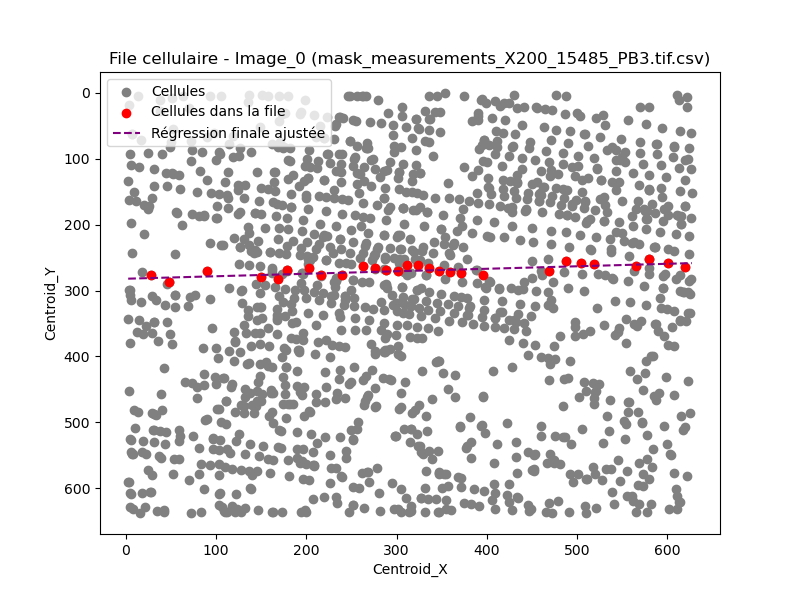 File cellulaire - Image_0 (mask_measurements_X200_15485_PB3.tif.csv)
Cellules
Cellules dans la file
Régression finale ajustée
0
100
200
300
400
500
600
Centroid_Y
0 100 200 300 400 500 600
Centroid_X